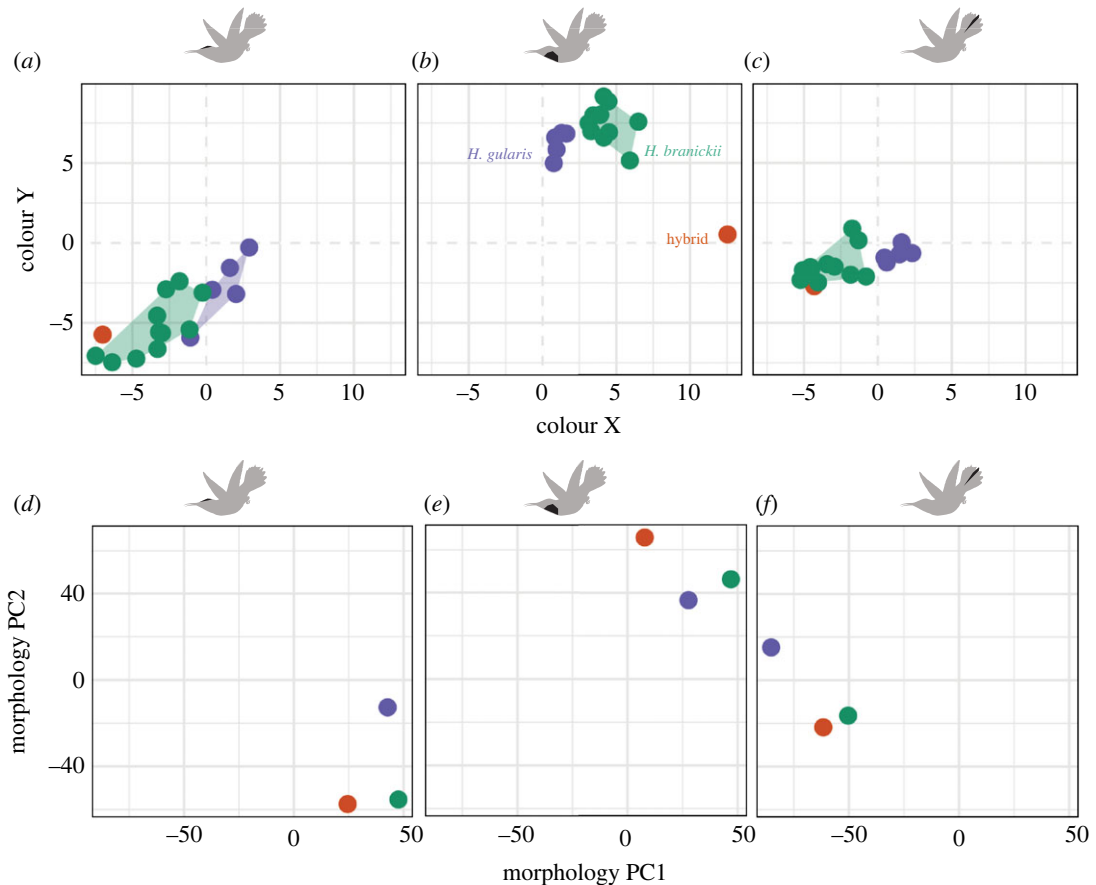 (a) (b) (c)
5
0
−5
colour Y
H. gularis
H. branickii
hybrid
−5 0 5 10 −5 0 5 10 −5 0 5 10
colour X
(d) (e) (f)
40
0
−40
morphology PC2
−50 0 50 −50 0 50 −50 0 50
morphology PC1